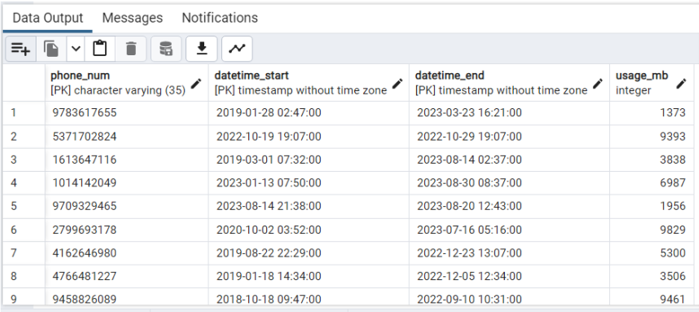 Data Output Messages Notifications
phone_num datetime_start datetime_end usage_mb
[PK] character varying (35) [PK] timestamp without time zone [PK] timestamp without time zone integer
1 9783617655 2019-01-28 02:47:00 2023-03-23 16:21:00 1373
2 5371702824 2022-10-19 19:07:00 2022-10-29 19:07:00 9393
3 1613647116 2019-03-01 07:32:00 2023-08-14 02:37:00 3838
4 1014142049 2023-01-13 07:50:00 2023-08-30 08:37:00 6987
5 9709329465 2023-08-14 21:38:00 2023-08-20 12:43:00 1956
6 2799693178 2020-10-02 03:52:00 2023-07-16 05:16:00 9829
7 4162646980 2019-08-22 22:29:00 2022-12-23 13:07:00 5300
8 4766481227 2019-01-18 14:34:00 2022-12-05 12:34:00 3506
9 9458826089 2018-10-18 09:47:00 2022-09-10 10:31:00 9461